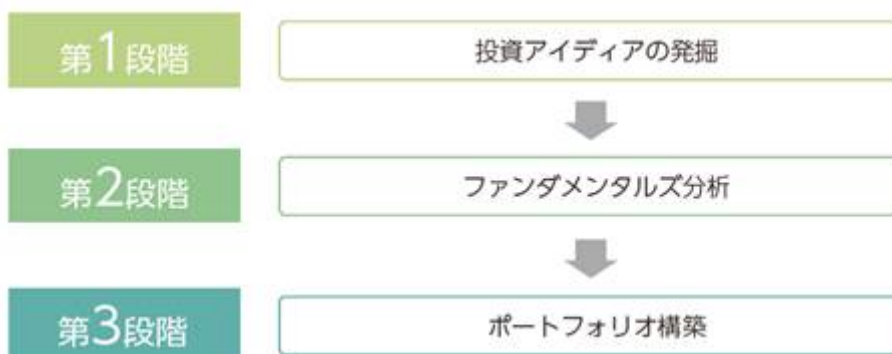 第1段階
投資アイディアの発掘
第2段階
ファンダメンタルズ分析
第3段階
ポートフォリオ構築